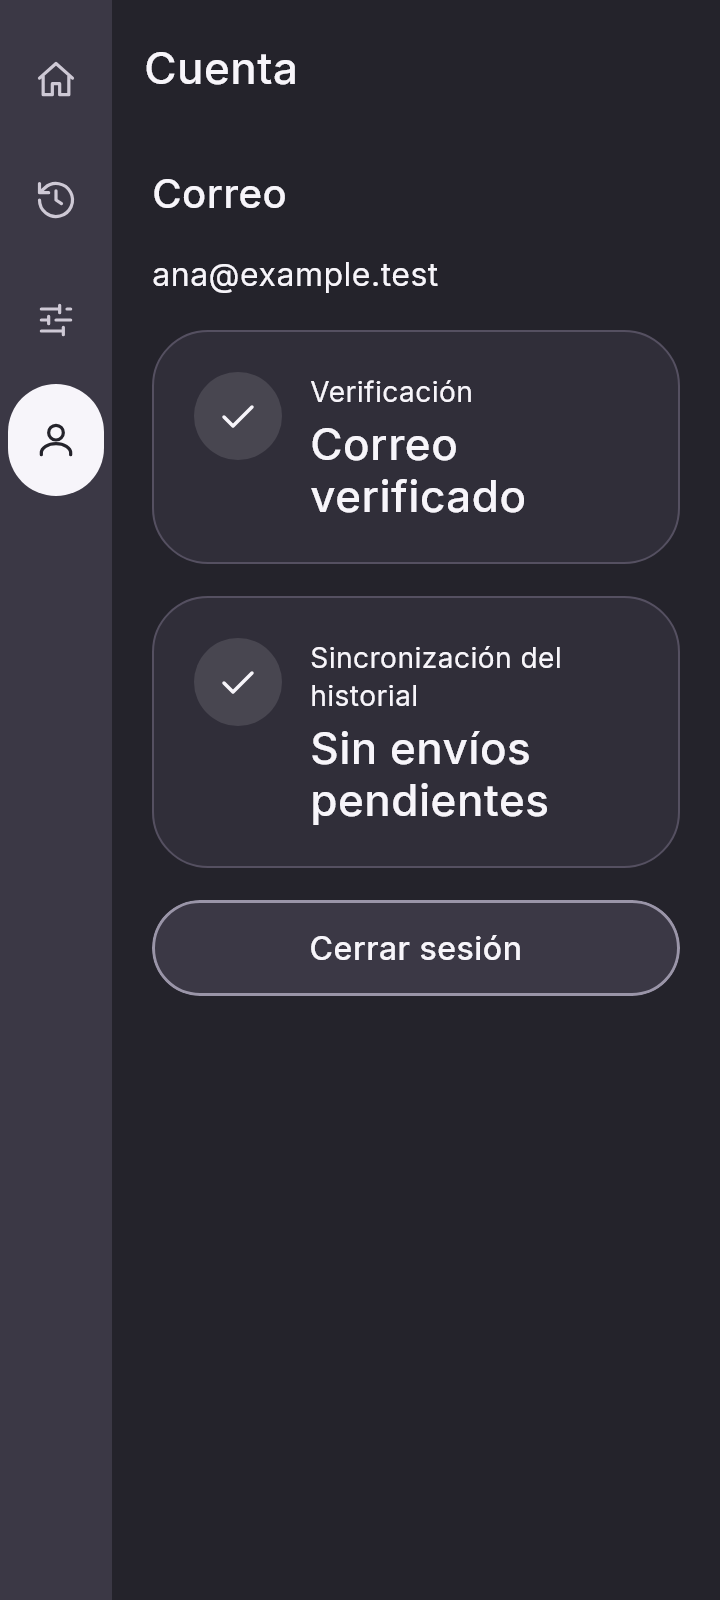 Cuenta
Correo
ana@example.test
Verificación
Correo
verificado
Sincronización del
historial
Sin envíos
pendientes
Cerrar sesión